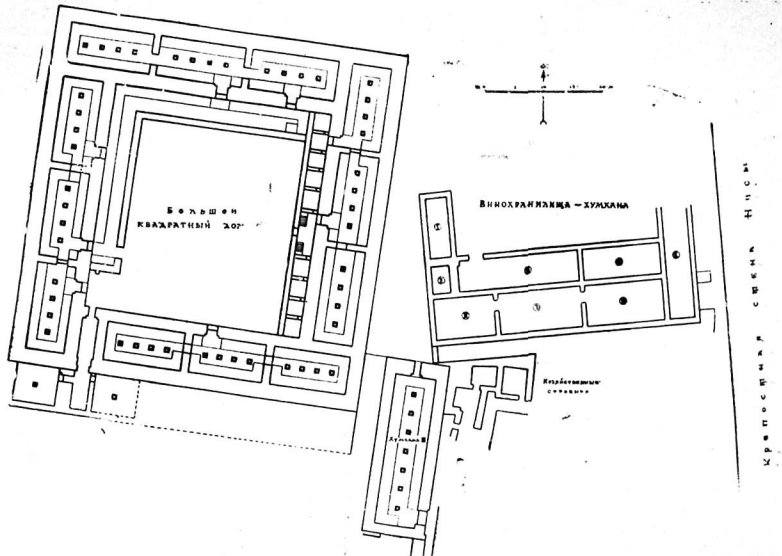 Большой
квадратный дом
Винохранилища – хумхана
Хозяйственные
строения
Хумхана II
Крепостная стена Нисы